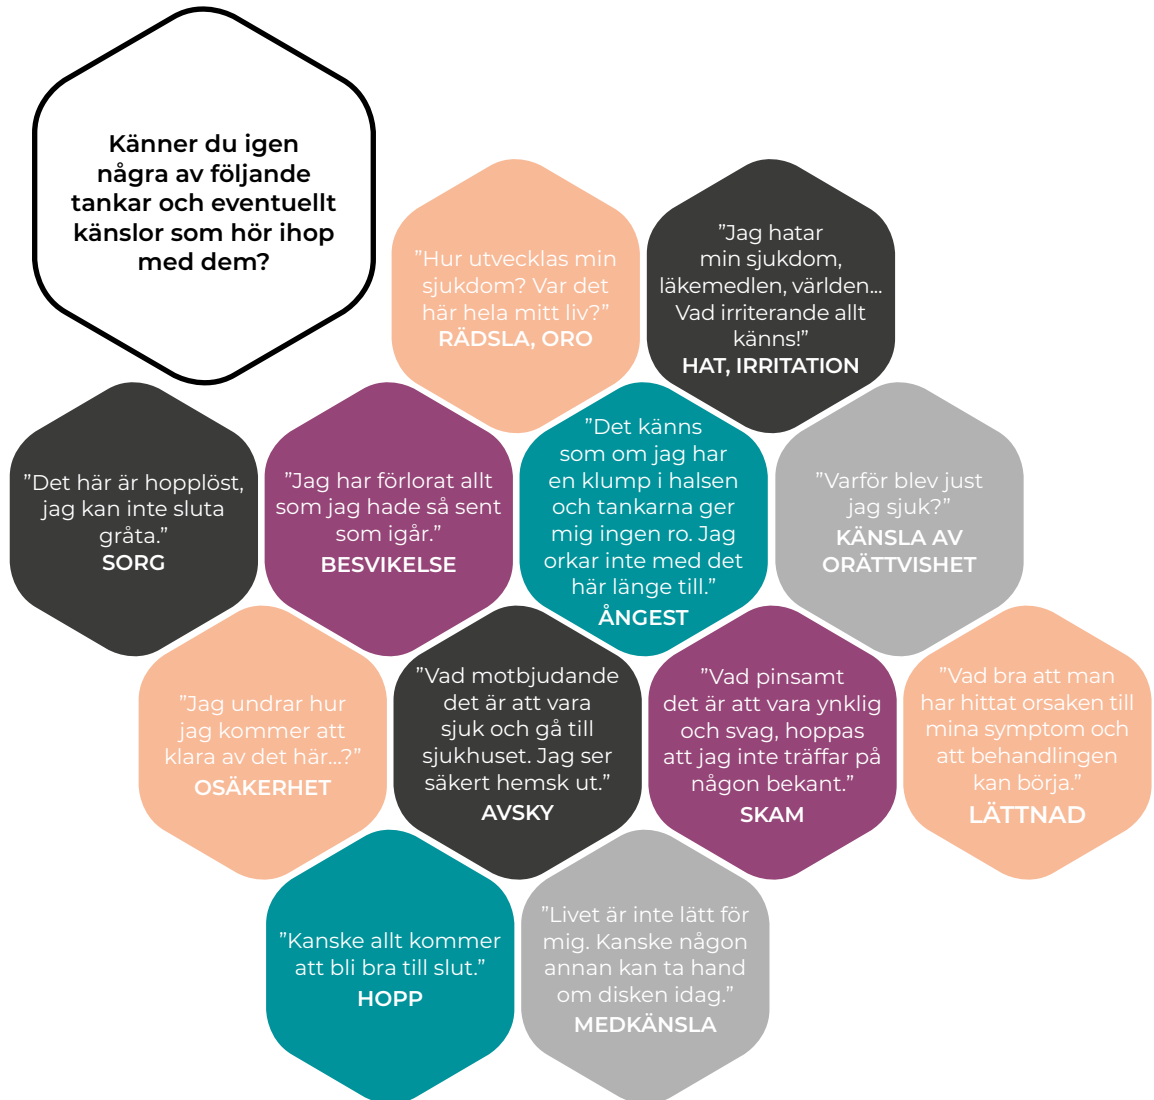 Känner du igen
några av följande
tankar och eventuellt
känslor som hör ihop
med dem?
”Hur utvecklas min
sjukdom? Var det
här hela mitt liv?”
RÄDSLA, ORO
”Jag hatar
min sjukdom,
läkemedlen, världen...
Vad irriterande allt
känns!”
HAT, IRRITATION
”Det här är hopplöst,
jag kan inte sluta
gråta.”
SORG
”Jag har förlorat allt
som jag hade så sent
som igår.”
BESVIKELSE
”Det känns
som om jag har
en klump i halsen
och tankarna ger
mig ingen ro. Jag
orkar inte med det
här länge till.”
ÅNGEST
”Varför blev just
jag sjuk?”
KÄNSLA AV
ORÄTTVISHET
”Jag undrar hur
jag kommer att
klara av det här...?”
OSÄKERHET
”Vad motbjudande
det är att vara
sjuk och gå till
sjukhuset. Jag ser
säkert hemsk ut.”
AVSKY
”Vad pinsamt
det är att vara ynklig
och svag, hoppas
att jag inte träffar på
någon bekant.”
SKAM
”Vad bra att man
har hittat orsaken till
mina symptom och
att behandlingen
kan börja.”
LÄTTNAD
”Kanske allt kommer
att bli bra till slut.”
HOPP
”Livet är inte lätt för
mig. Kanske någon
annan kan ta hand
om disken idag.”
MEDKÄNSLA